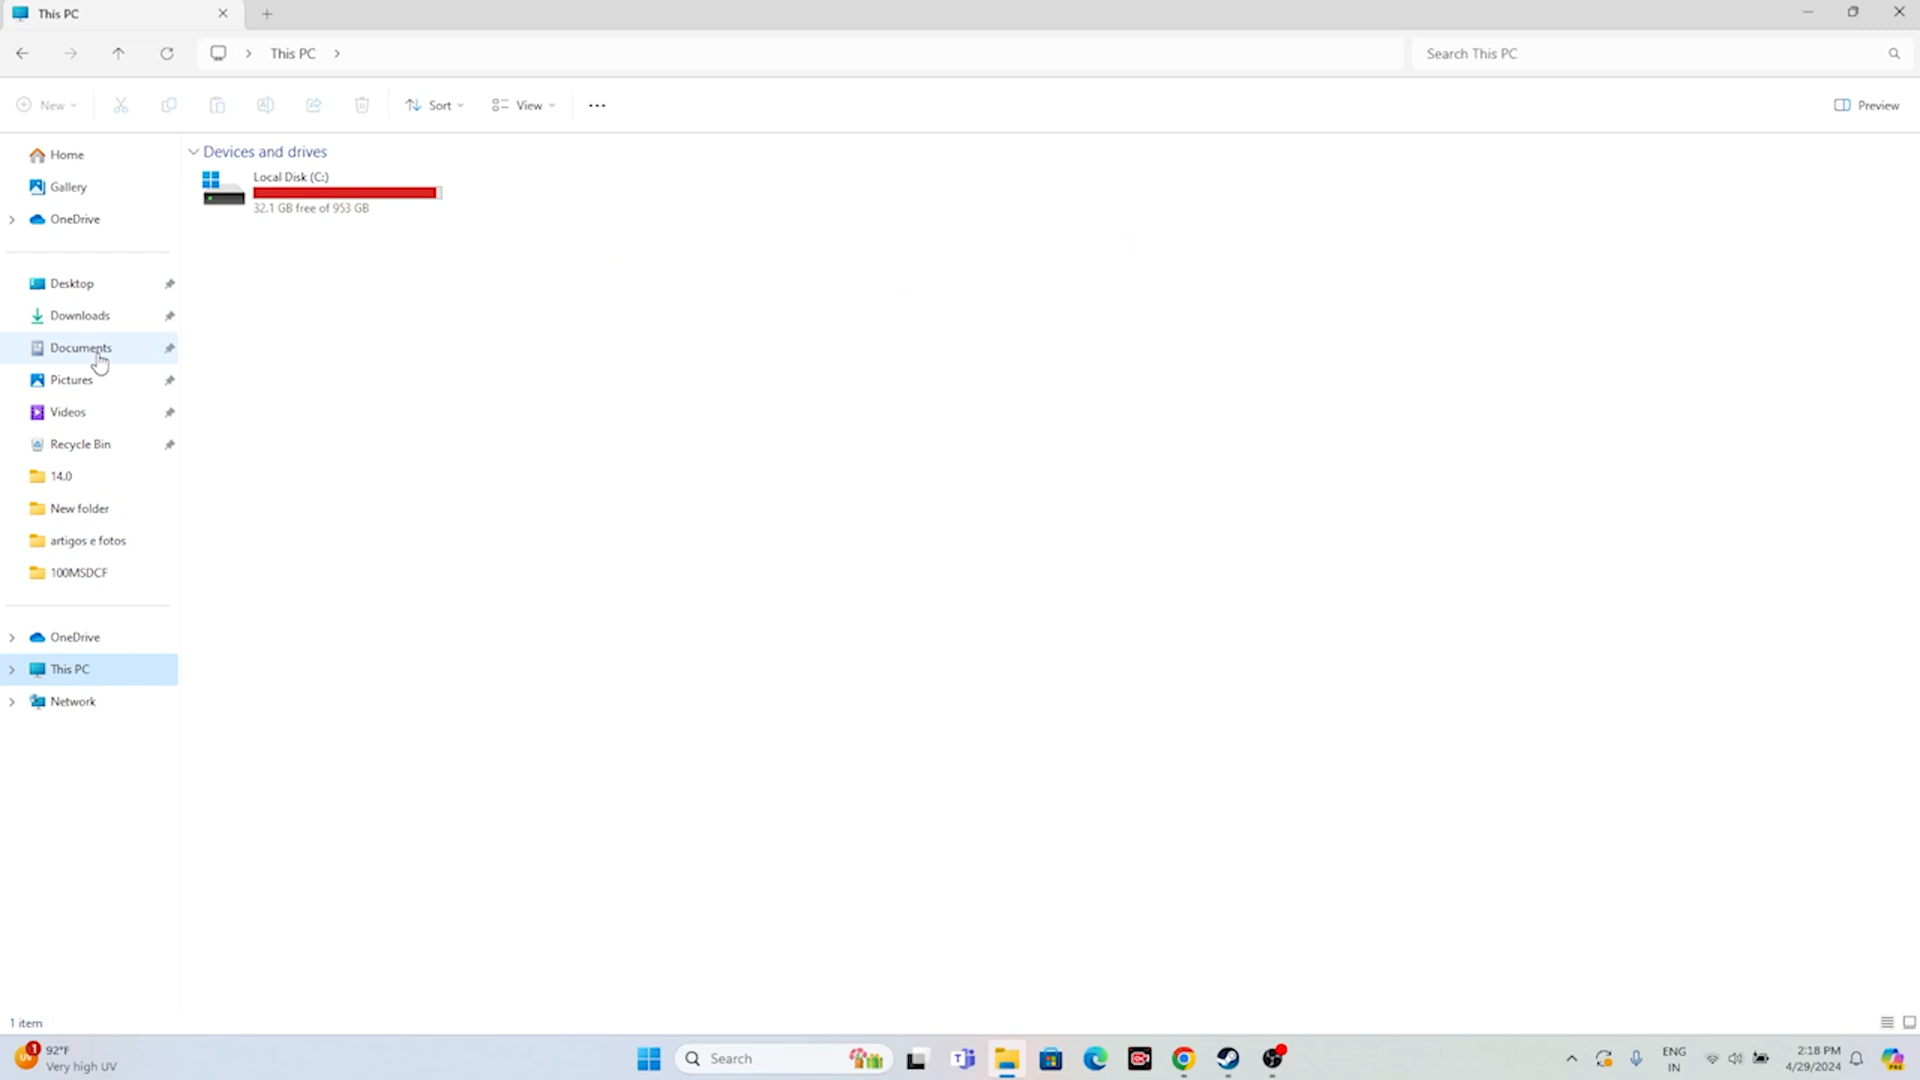 This PC
This PC
Search This PC
New
Sort
View
Preview
Home
Gallery
OneDrive
Desktop
Downloads
Documents
Pictures
Videos
Recycle Bin
14.0
New folder
artigos e fotos
100MSDCF
OneDrive
This PC
Network
Devices and drives
Local Disk (C:)
32.1 GB free of 953 GB
1 item
UV
1
92°F
Very high UV
Search
ENG
IN
2:18 PM
4/29/2024
PRE